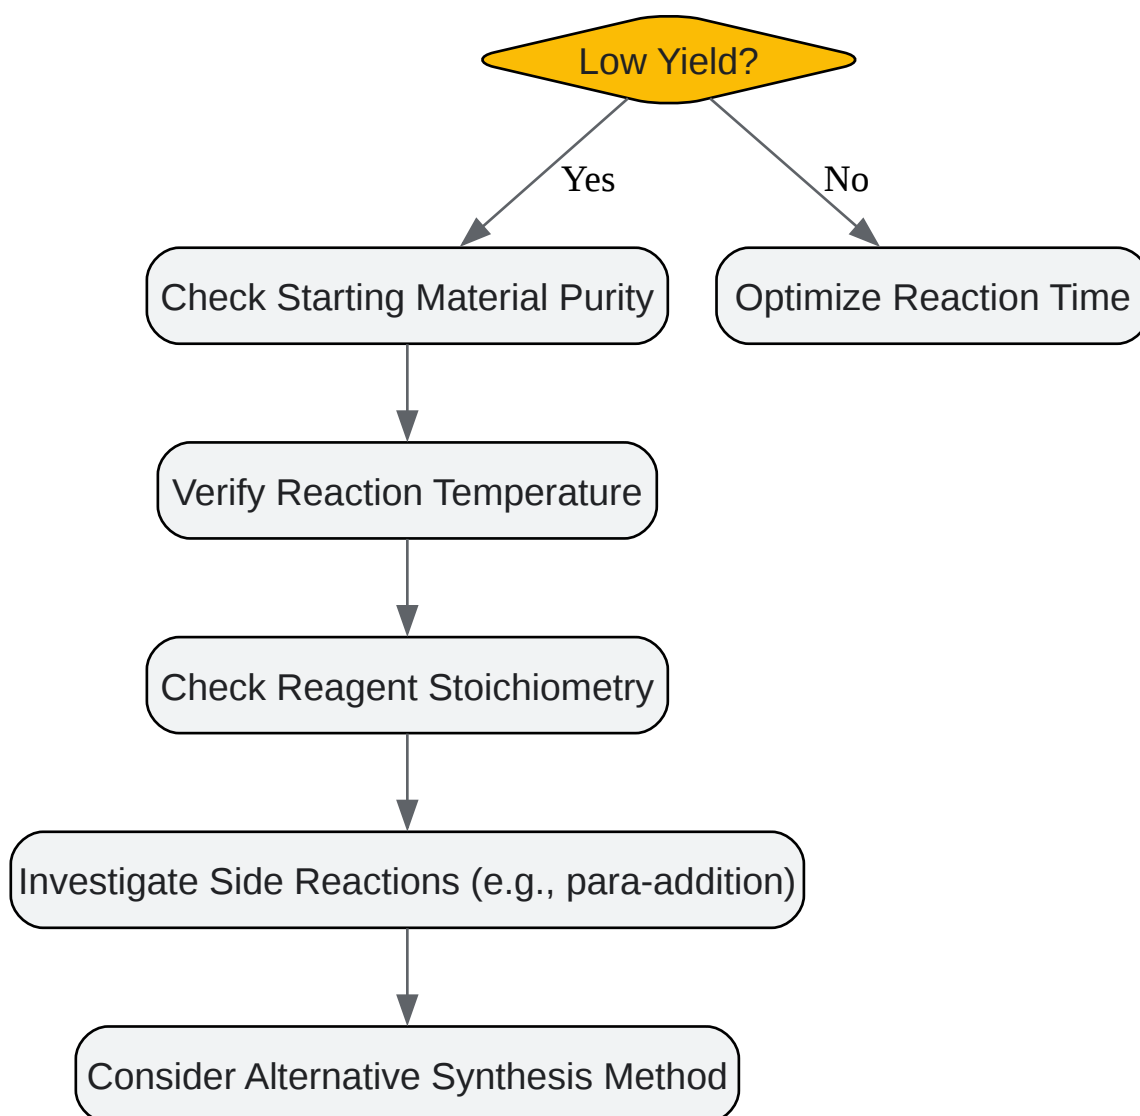 Low Yield?
Yes
No
Check Starting Material Purity
Optimize Reaction Time
Verify Reaction Temperature
Check Reagent Stoichiometry
Investigate Side Reactions (e.g., para-addition)
Consider Alternative Synthesis Method